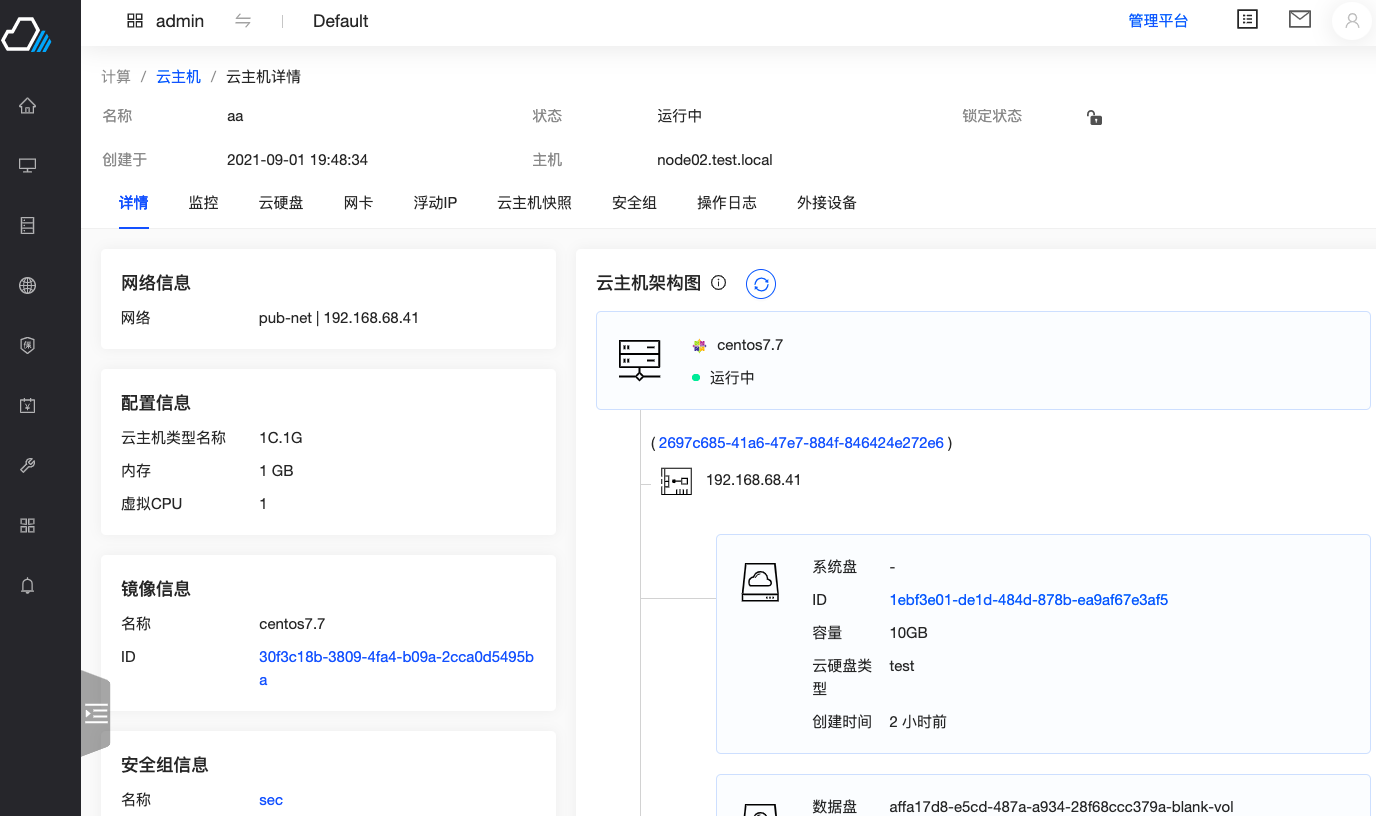 admin
Default
管理平台
计算 / 云主机 / 云主机详情
名称 aa 状态 运行中 锁定状态
创建于 2021-09-01 19:48:34 主机 node02.test.local
详情 监控 云硬盘 网卡 浮动IP 云主机快照 安全组 操作日志 外接设备
网络信息
网络 pub-net | 192.168.68.41
配置信息
云主机类型名称 1C.1G
内存 1 GB
虚拟CPU 1
镜像信息
名称 centos7.7
ID 30f3c18b-3809-4fa4-b09a-2cca0d5495b
a
安全组信息
名称 sec
云主机架构图
centos7.7
运行中
( 2697c685-41a6-47e7-884f-846424e272e6 )
192.168.68.41
系统盘 -
ID 1ebf3e01-de1d-484d-878b-ea9af67e3af5
容量 10GB
云硬盘类 test
型
创建时间 2 小时前
数据盘 affa17d8-e5cd-487a-a934-28f68ccc379a-blank-vol